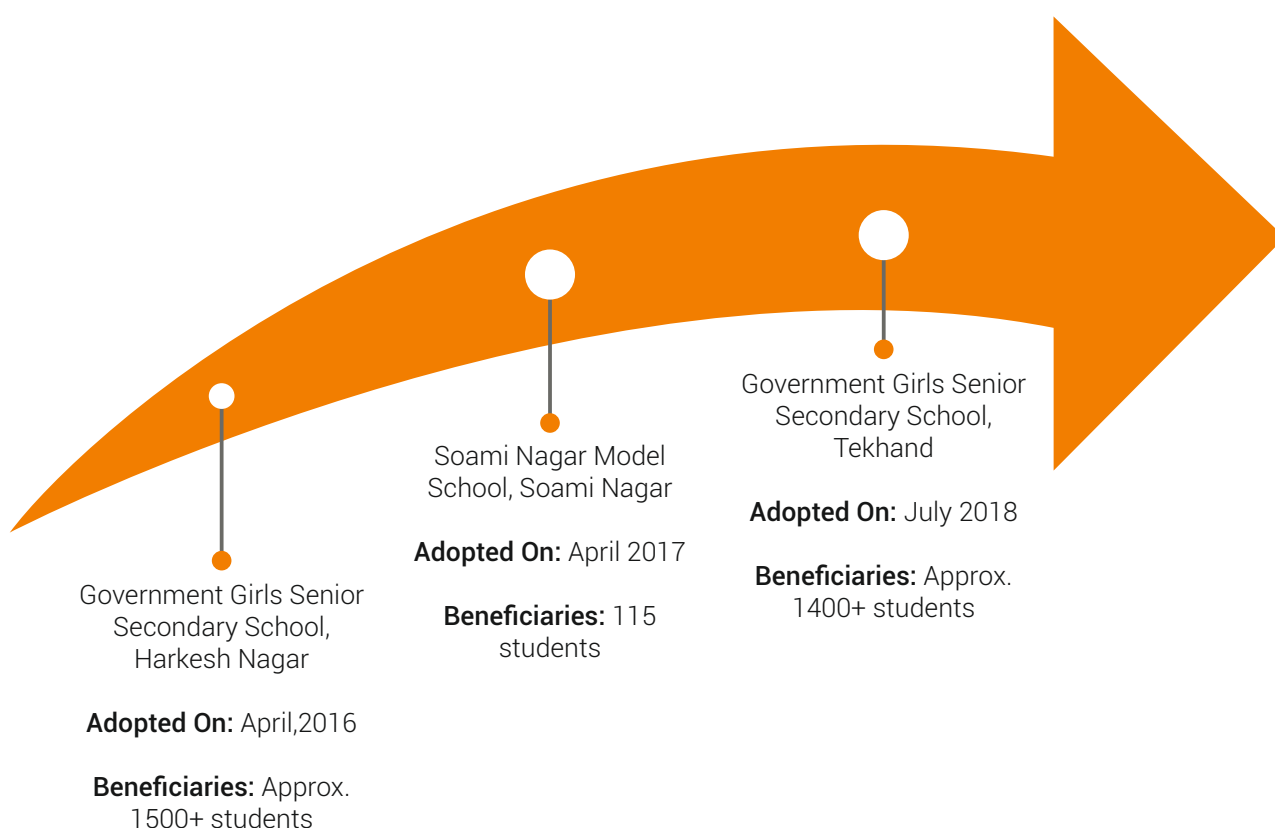 Government Girls Senior
Secondary School,
Harkesh Nagar
Adopted On: April,2016
Beneficiaries: Approx.
1500+ students
Soami Nagar Model
School, Soami Nagar
Adopted On: April 2017
Beneficiaries: 115
students
Government Girls Senior
Secondary School,
Tekhand
Adopted On: July 2018
Beneficiaries: Approx.
1400+ students